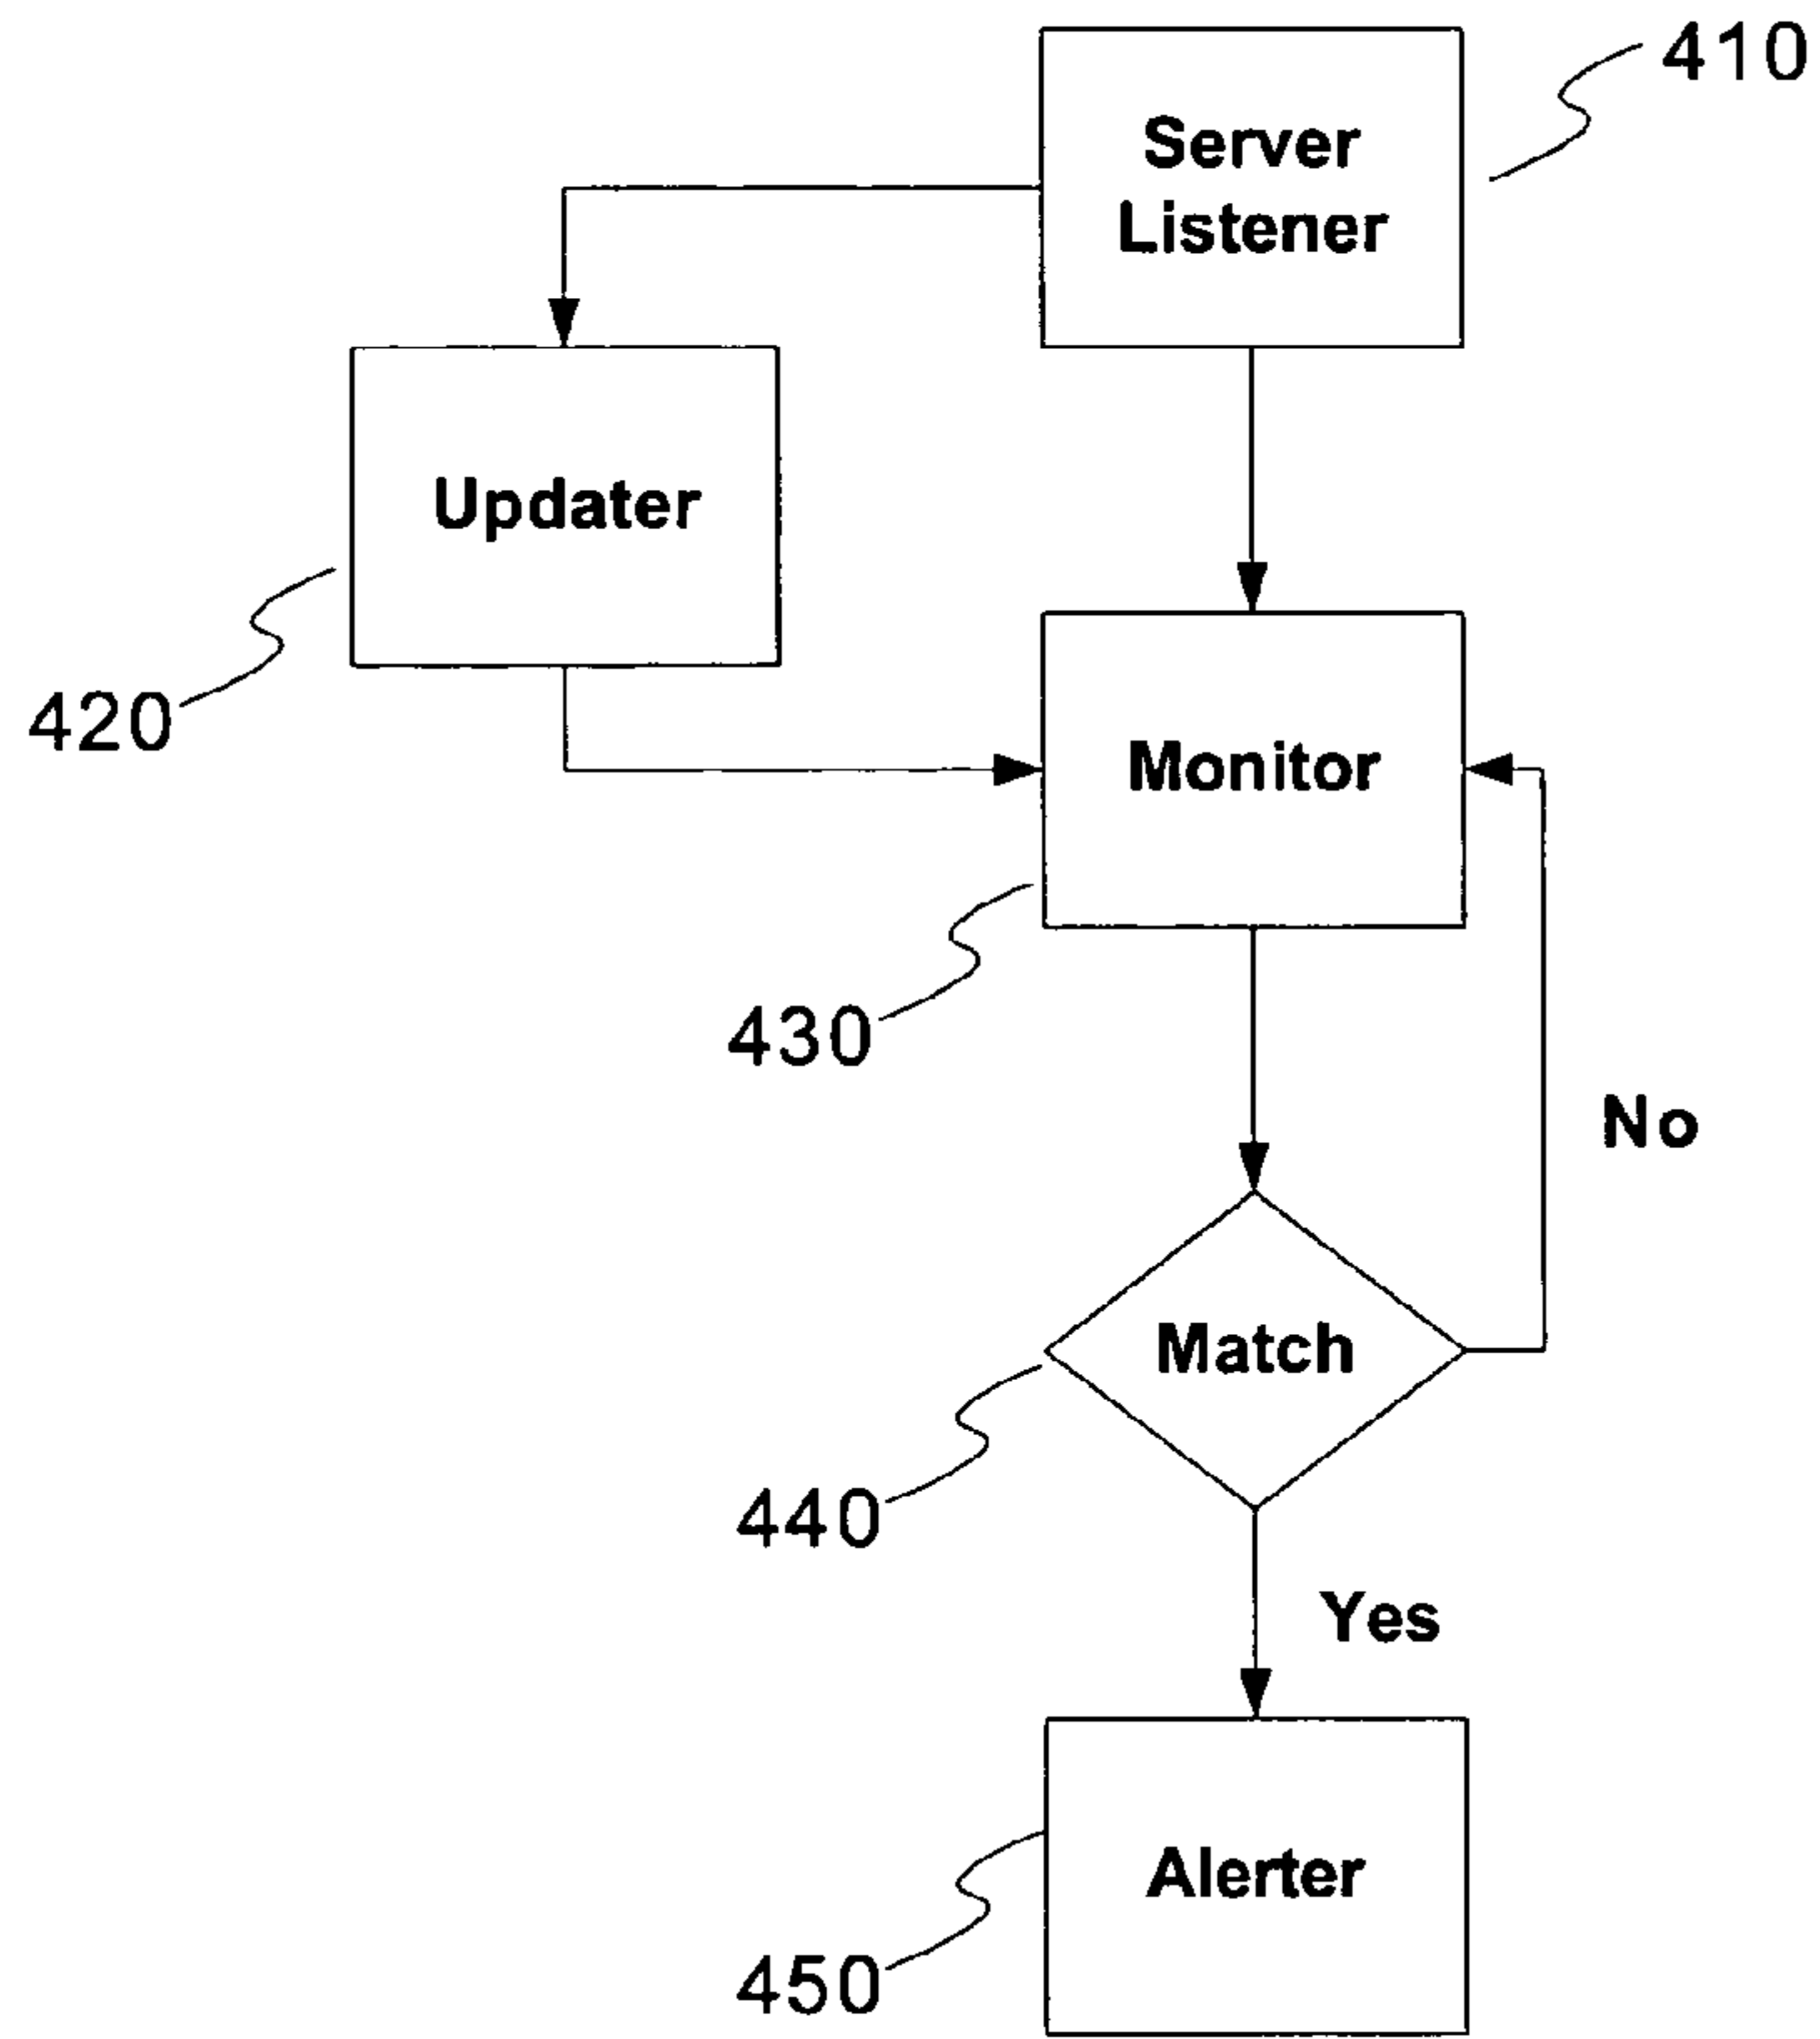 410
Server
Listener
Updater
420
Monitor
430
No
Match
440
Yes
Alerter
450